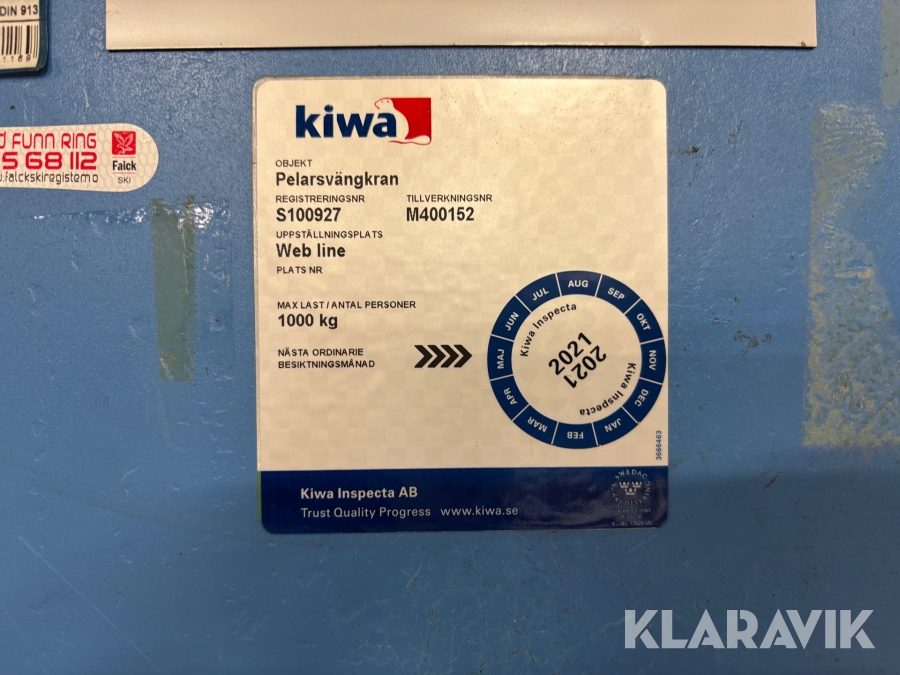 DIN 913
1169
FUNN RING
5 68 112
Falck
SKI
kiwa
OBJEKT
Pelarsvängkran
REGISTRERINGSNR TILLVERKNINGSNR
S100927 M400152
UPPSTÄLLNINGSPLATS
Web line
PLATS NR
MAX LAST / ANTAL PERSONER
1000 kg
NÄSTA ORDINARIE
BESIKTNINGSMÅNAD
JAN FEB MAR APR MAJ JUN JUL AUG SEP OKT NOV DEC
Kiwa Inspecta
2021
2021
Kiwa Inspecta
3666463
Kiwa Inspecta AB
Trust Quality Progress www.kiwa.se
KLARAVIK